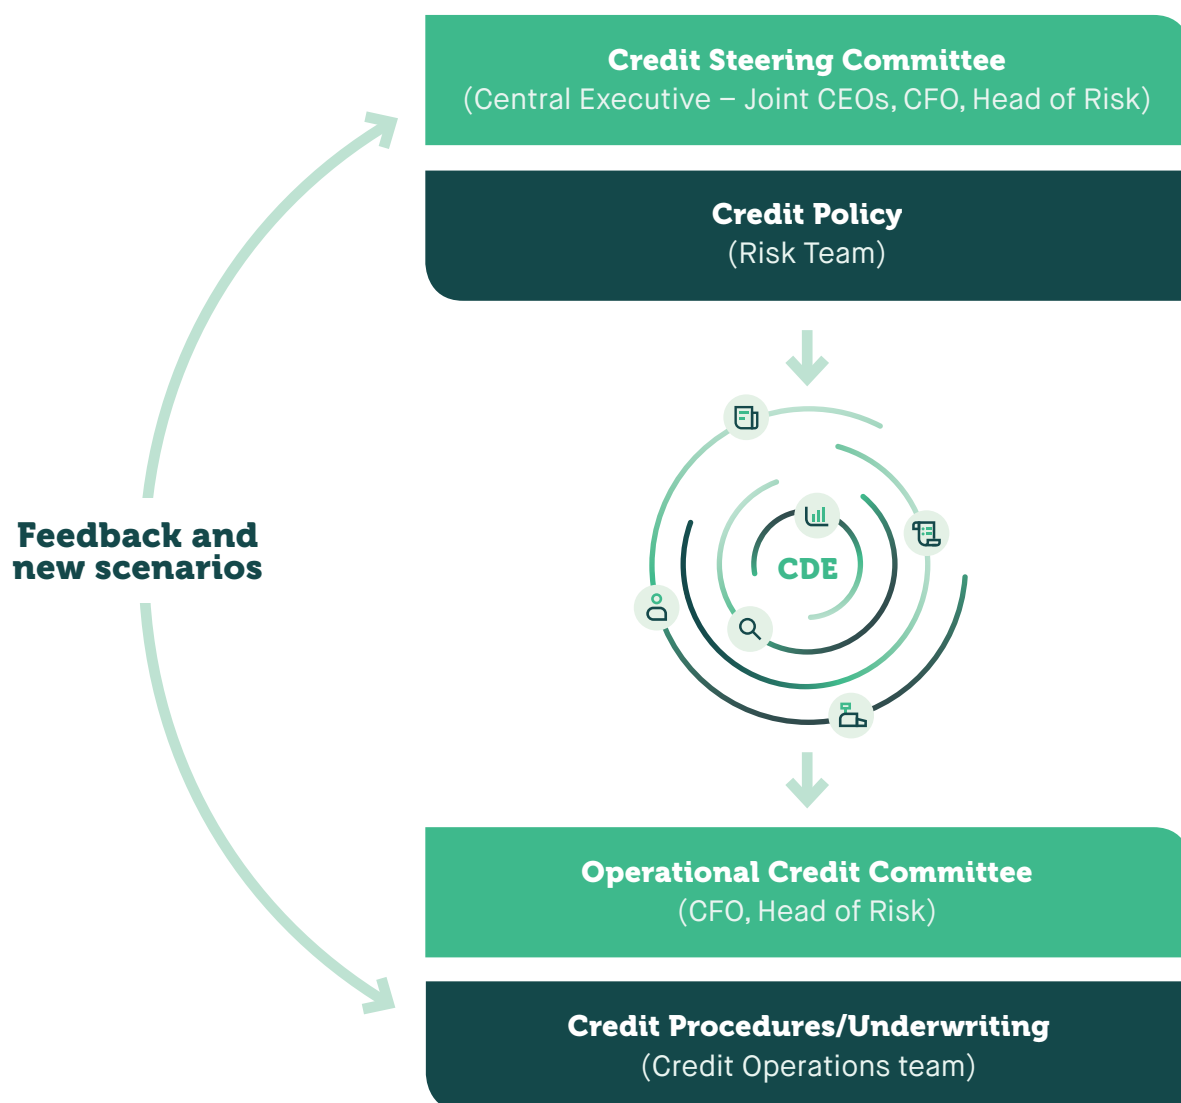 Credit Steering Committee
(Central Executive – Joint CEOs, CFO, Head of Risk)
Credit Policy
(Risk Team)
Feedback and
new scenarios
CDE
Operational Credit Committee
(CFO, Head of Risk)
Credit Procedures/Underwriting
(Credit Operations team)